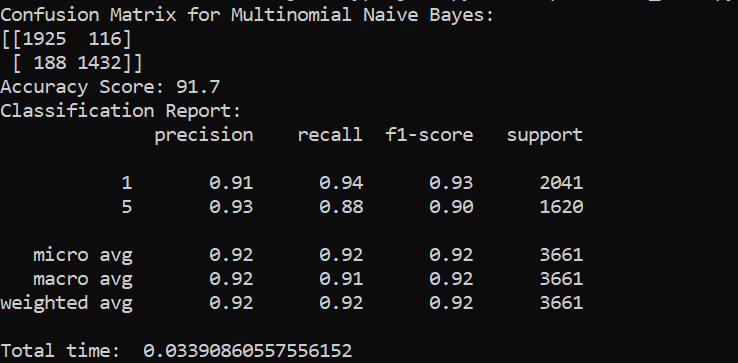 Confusion Matrix for Multinomial Naive Bayes:
[[1925  116]
 [ 188 1432]]
Accuracy Score: 91.7
Classification Report:
              precision    recall  f1-score   support

           1       0.91      0.94      0.93      2041
           5       0.93      0.88      0.90      1620

   micro avg       0.92      0.92      0.92      3661
   macro avg       0.92      0.91      0.92      3661
weighted avg       0.92      0.92      0.92      3661

Total time:  0.03390860557556152